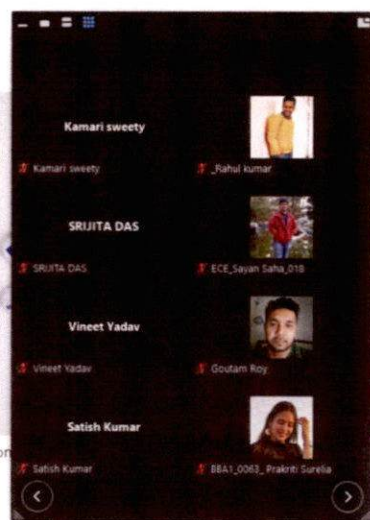 Kamari sweety
Kamari sweety
_Rahul kumar
SRIJITA DAS
SRIJITA DAS
ECE_Sayan Saha_018
Vineet Yadav
Vineet Yadav
Goutam Roy
Satish Kumar
Satish Kumar
BBA1_0063_ Prakriti Surelia